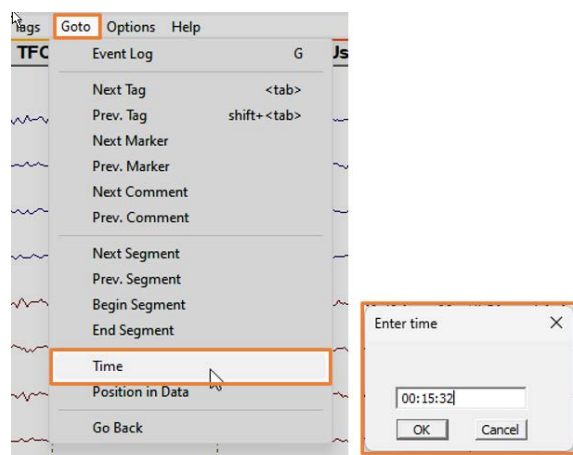 Tags Goto Options Help
TFC
Event Log G
Next Tag <tab>
Prev. Tag shift+<tab>
Next Marker
Prev. Marker
Next Comment
Prev. Comment
Next Segment
Prev. Segment
Begin Segment
End Segment
Time
Position in Data
Go Back
Enter time
00:15:32
OK Cancel